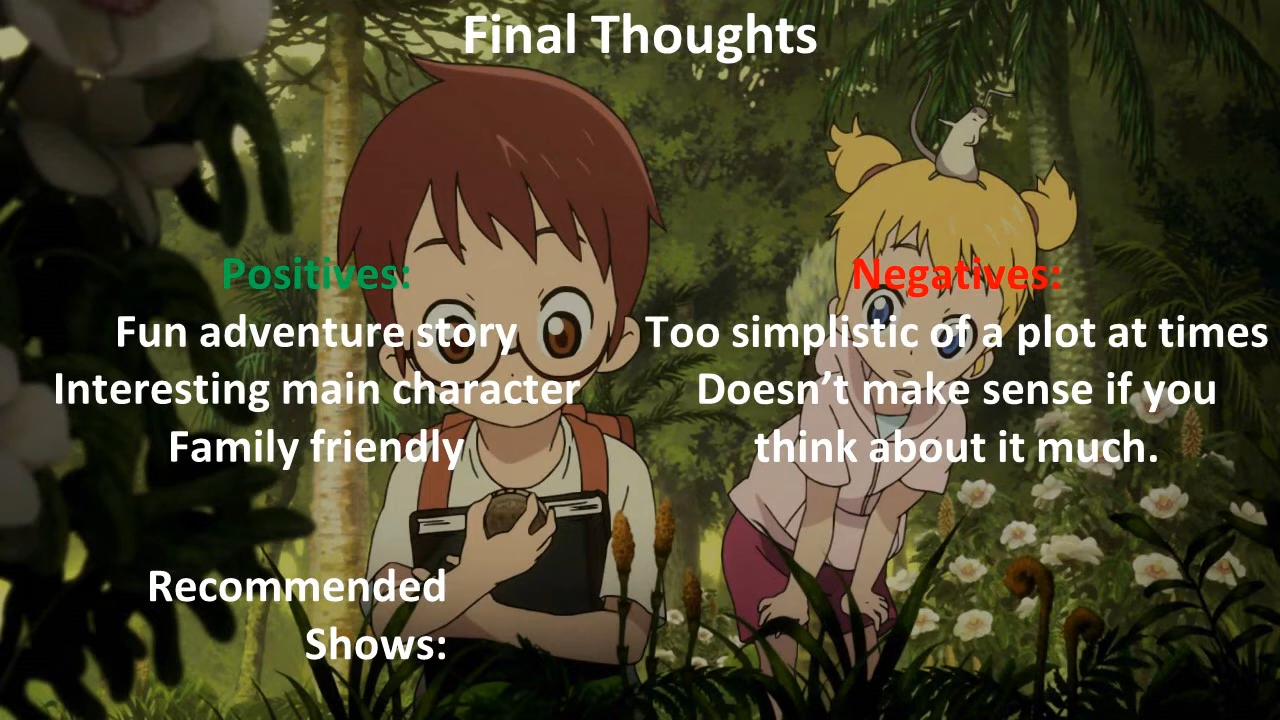 Final Thoughts
Positives:
Fun adventure story
Interesting main character
Family friendly
Negatives:
Too simplistic of a plot at times
Doesn’t make sense if you
think about it much.
Recommended
Shows: